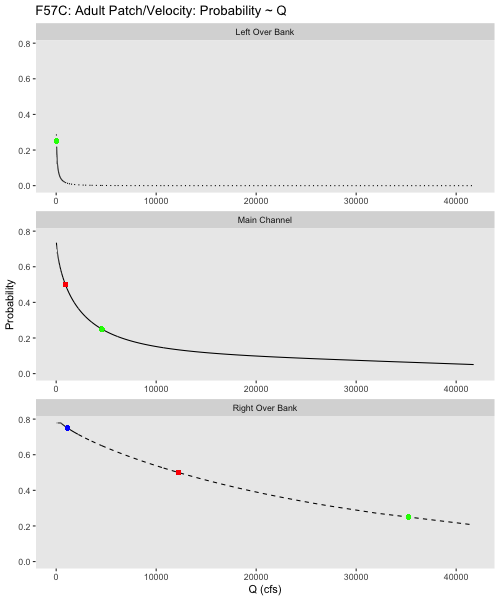 F57C: Adult Patch/Velocity: Probability ~ Q
Left Over Bank
0.8
0.6
0.4
0.2
0.0
0 10000 20000 30000 40000
Main Channel
0.8
0.6
0.4
0.2
0.0
0 10000 20000 30000 40000
Probability
Right Over Bank
0.8
0.6
0.4
0.2
0.0
0 10000 20000 30000 40000
Q (cfs)